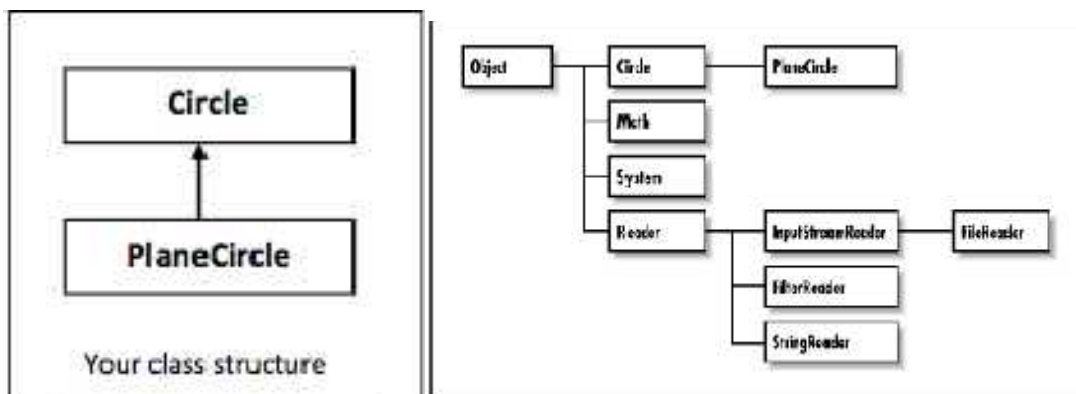 Circle
PlaneCircle
Your class structure
Object
Circle
PlaneCircle
Math
System
Reader
InputStreamReader
FileReader
FilterReader
StringReader